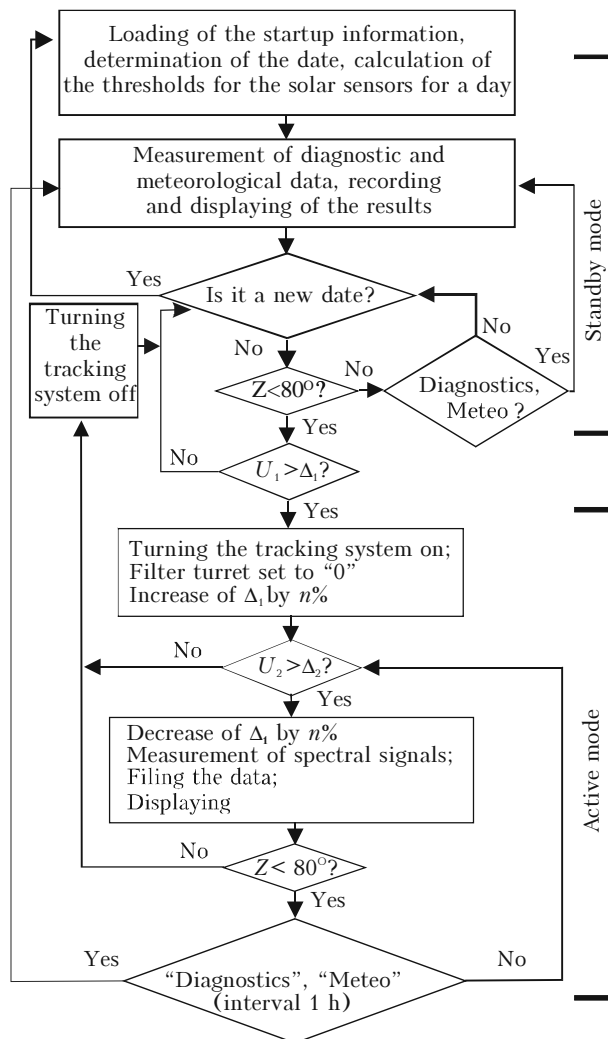 Loading of the startup information,
determination of the date, calculation of
the thresholds for the solar sensors for a day
Measurement of diagnostic and
meteorological data, recording
and displaying of the results
Standby mode
Yes
Is it a new date?
Turning
the
tracking
system off
No
No
Z<80°?
No
Diagnostics,
Meteo ?
Yes
Yes
No
U₁>Δ₁?
Yes
Turning the tracking system on;
Filter turret set to “0”
Increase of Δ₁ by n%
No
U₂>Δ₂?
Yes
Decrease of Δ₁ by n%
Measurement of spectral signals;
Filing the data;
Displaying
Active mode
No
Z< 80°?
Yes
Yes
“Diagnostics”, “Meteo”
(interval 1 h)
No